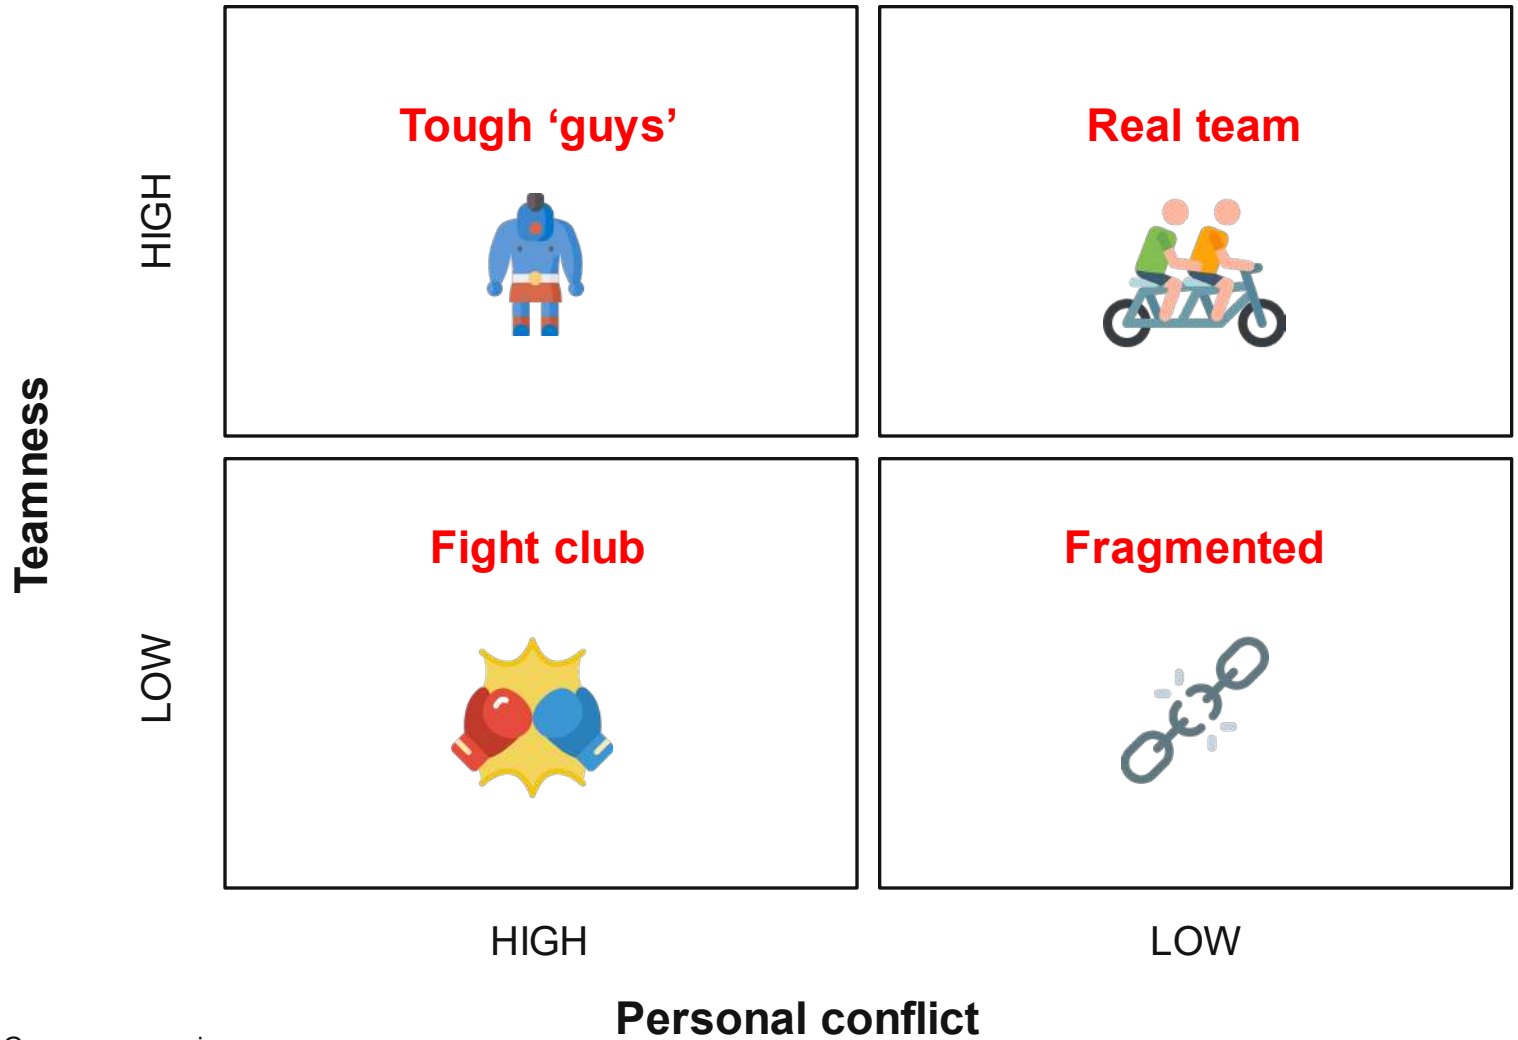 Tough ‘guys’
Real team
HIGH
Teamness
Fight club
Fragmented
LOW
HIGH
LOW
Personal conflict